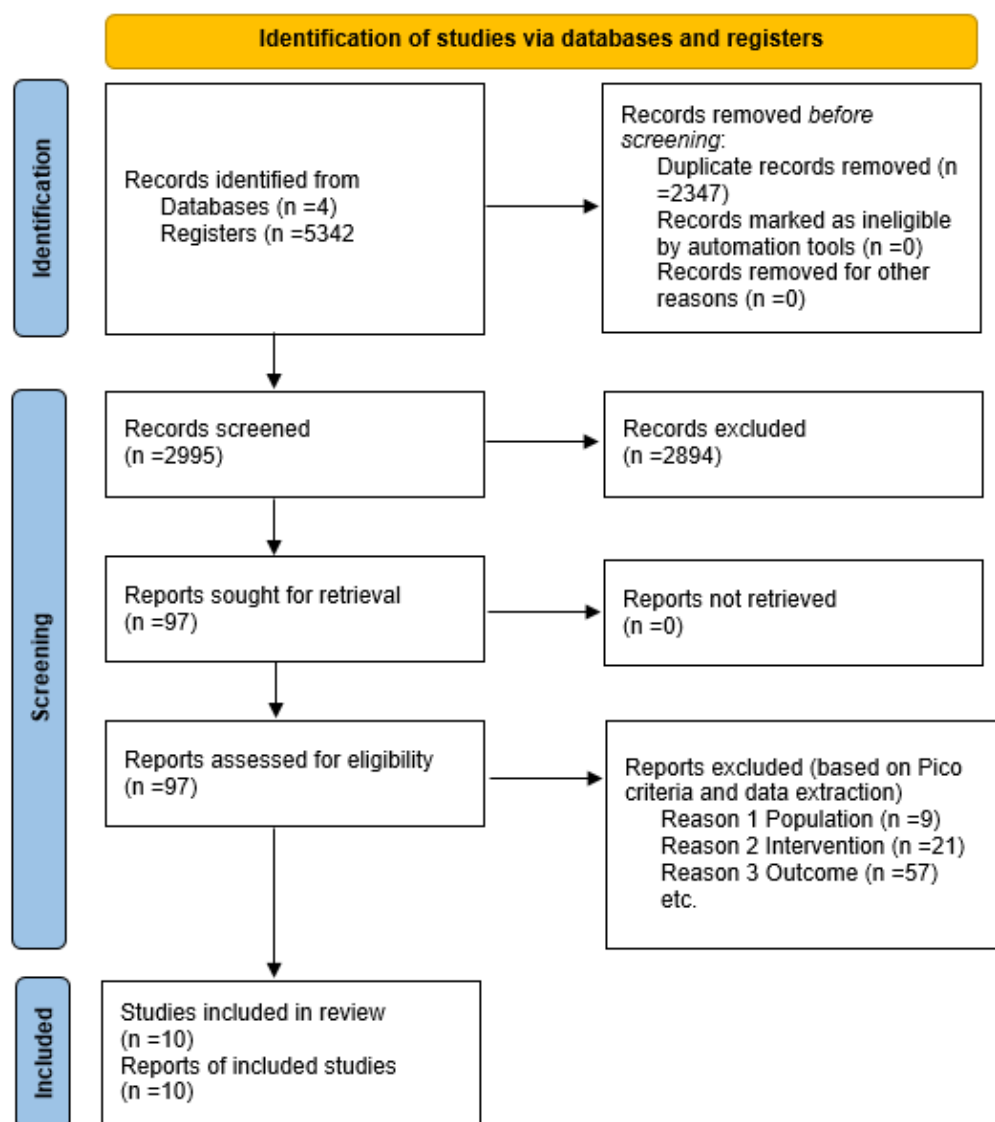 Identification of studies via databases and registers
Identification
Records identified from
Databases (n =4)
Registers (n =5342
Records removed before
screening:
Duplicate records removed (n
=2347)
Records marked as ineligible
by automation tools (n =0)
Records removed for other
reasons (n =0)
Screening
Records screened
(n =2995)
Records excluded
(n =2894)
Reports sought for retrieval
(n =97)
Reports not retrieved
(n =0)
Reports assessed for eligibility
(n =97)
Reports excluded (based on Pico
criteria and data extraction)
Reason 1 Population (n =9)
Reason 2 Intervention (n =21)
Reason 3 Outcome (n =57)
etc.
Included
Studies included in review
(n =10)
Reports of included studies
(n =10)